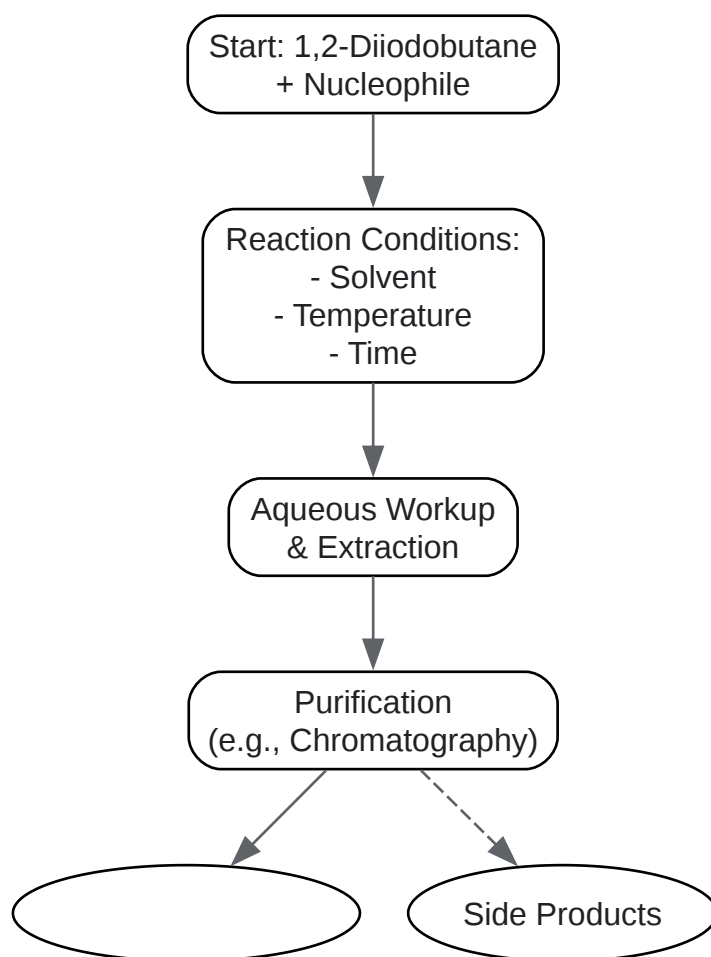 Start: 1,2-Diiodobutane
+ Nucleophile
Reaction Conditions:
- Solvent
- Temperature
- Time
Aqueous Workup
& Extraction
Purification
(e.g., Chromatography)
Side Products